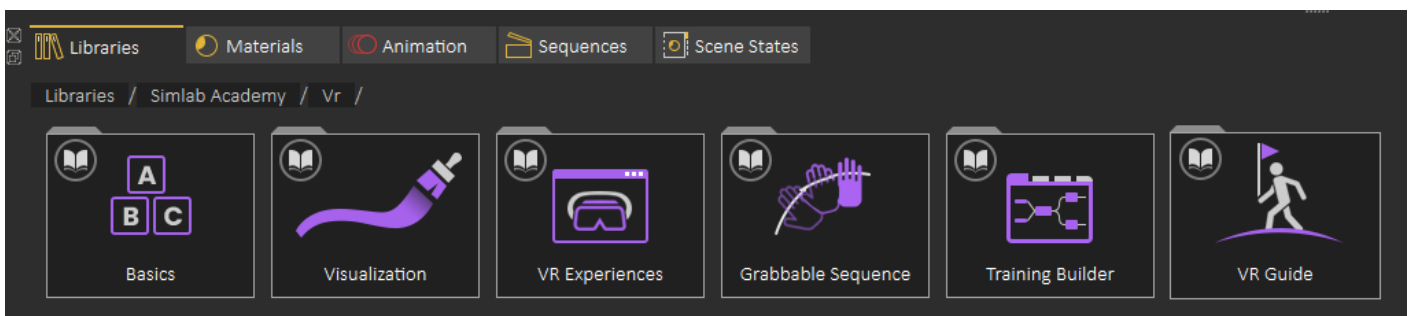 Libraries Materials Animation Sequences Scene States
Libraries / Simlab Academy / Vr /
A
B C
Basics Visualization VR Experiences Grabbable Sequence Training Builder VR Guide